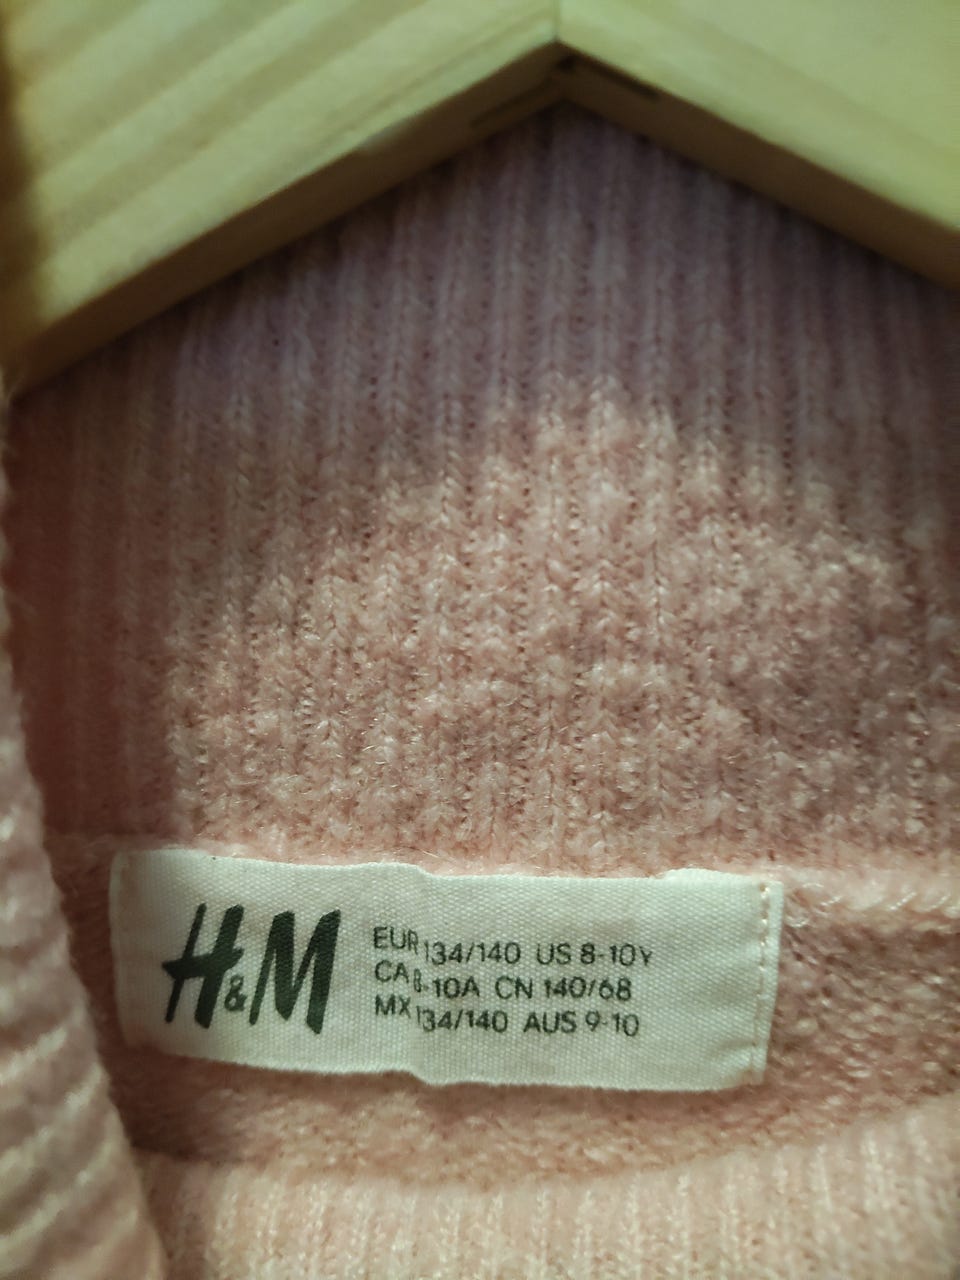 H&M
EUR 134/140 US 8-10Y
CA 8-10A CN 140/68
MX 134/140 AUS 9-10